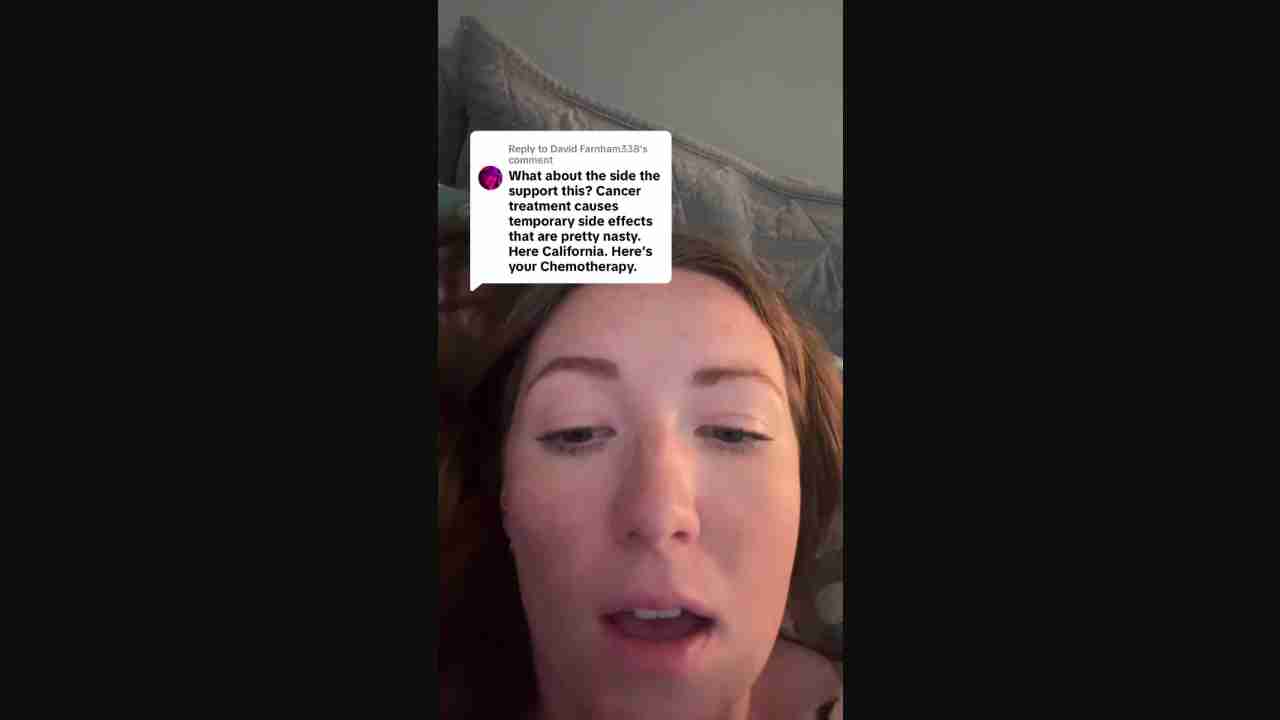 Reply to David Farnham338's
comment
What about the side the
support this? Cancer
treatment causes
temporary side effects
that are pretty nasty.
Here California. Here's
your Chemotherapy.